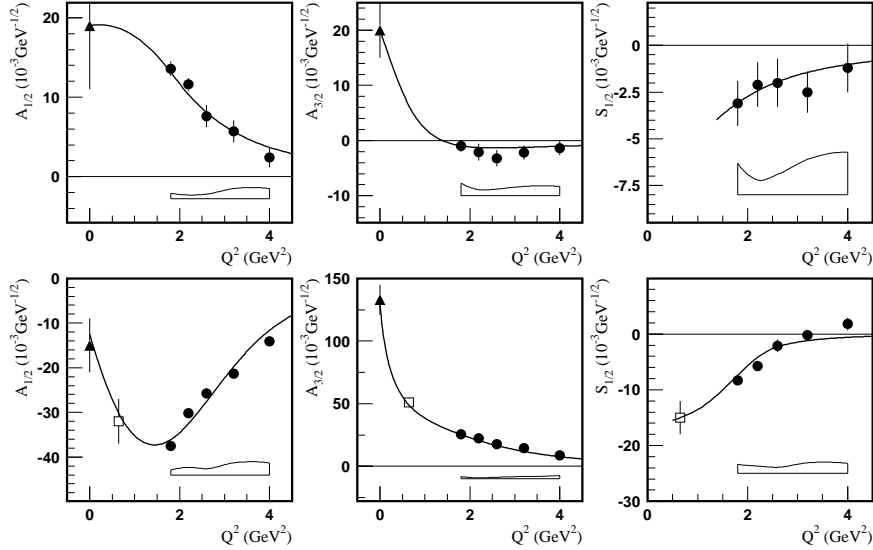 A1/2 (10-3GeV-1/2)
20
10
0
0 2 4
Q2 (GeV2)
A3/2 (10-3GeV-1/2)
20
10
0
-10
0 2 4
Q2 (GeV2)
S1/2 (10-3GeV-1/2)
0
-2.5
-5
-7.5
0 2 4
Q2 (GeV2)
A1/2 (10-3GeV-1/2)
0
-10
-20
-30
-40
0 2 4
Q2 (GeV2)
A3/2 (10-3GeV-1/2)
150
100
50
0
0 2 4
Q2 (GeV2)
S1/2 (10-3GeV-1/2)
10
0
-10
-20
-30
0 2 4
Q2 (GeV2)